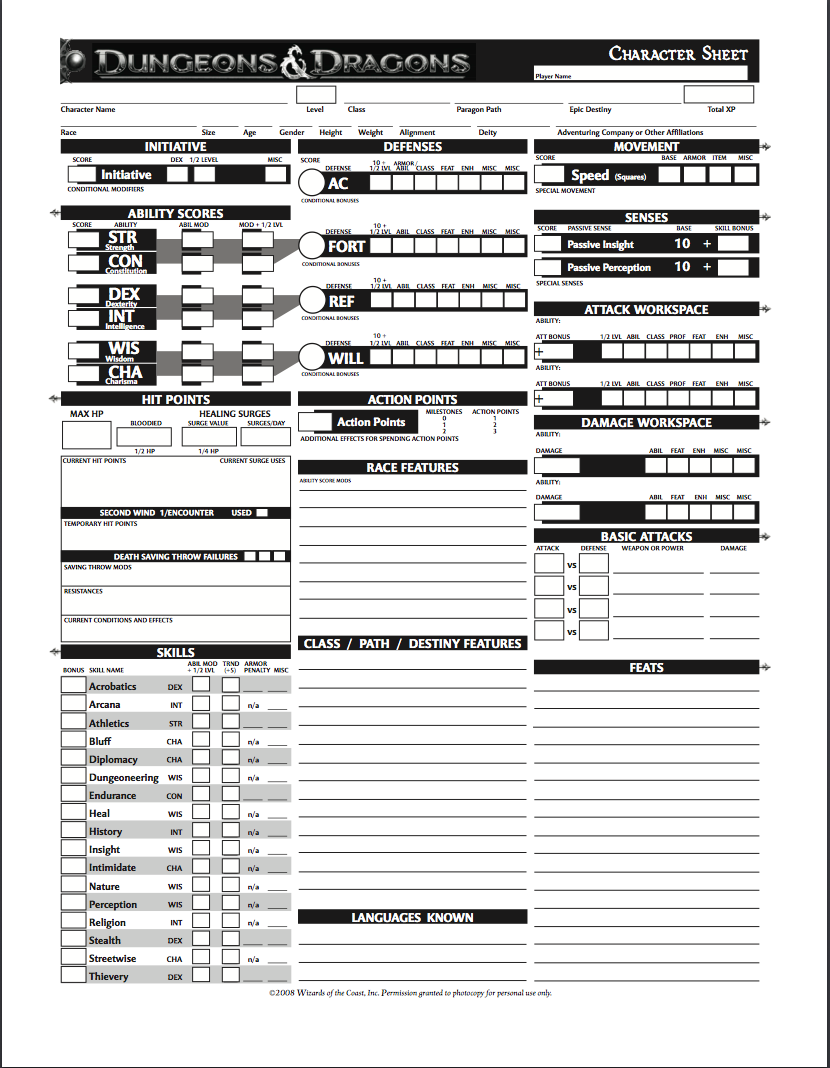 DUNGEONS & DRAGONS
CHARACTER SHEET
Player Name
Character Name Level Class Paragon Path Epic Destiny Total XP
Race Size Age Gender Height Weight Alignment Deity Adventuring Company or Other Affiliations
INITIATIVE
SCORE DEX 1/2 LEVEL MISC
Initiative
CONDITIONAL MODIFIERS
ABILITY SCORES
SCORE ABILITY ABIL MOD MOD + 1/2 LVL
STR
Strength
CON
Constitution
DEX
Dexterity
INT
Intelligence
WIS
Wisdom
CHA
Charisma
HIT POINTS
MAX HP HEALING SURGES
BLOODIED SURGE VALUE SURGES/DAY
1/2 HP 1/4 HP
CURRENT HIT POINTS CURRENT SURGE USES
SECOND WIND 1/ENCOUNTER USED
TEMPORARY HIT POINTS
DEATH SAVING THROW FAILURES
SAVING THROW MODS
RESISTANCES
CURRENT CONDITIONS AND EFFECTS
SKILLS
ABIL MOD TRND ARMOR
BONUS SKILL NAME + 1/2 LVL (+5) PENALTY MISC
Acrobatics DEX
Arcana INT n/a
Athletics STR
Bluff CHA n/a
Diplomacy CHA n/a
Dungeoneering WIS n/a
Endurance CON
Heal WIS n/a
History INT n/a
Insight WIS n/a
Intimidate CHA n/a
Nature WIS n/a
Perception WIS n/a
Religion INT n/a
Stealth DEX
Streetwise CHA n/a
Thievery DEX
DEFENSES
SCORE 10 + ARMOR /
DEFENSE 1/2 LVL ABIL CLASS FEAT ENH MISC MISC
AC
CONDITIONAL BONUSES
10 +
DEFENSE 1/2 LVL ABIL CLASS FEAT ENH MISC MISC
FORT
CONDITIONAL BONUSES
10 +
DEFENSE 1/2 LVL ABIL CLASS FEAT ENH MISC MISC
REF
CONDITIONAL BONUSES
10 +
DEFENSE 1/2 LVL ABIL CLASS FEAT ENH MISC MISC
WILL
CONDITIONAL BONUSES
ACTION POINTS
MILESTONES ACTION POINTS
Action Points
0 1
1 2
2 3
ADDITIONAL EFFECTS FOR SPENDING ACTION POINTS
RACE FEATURES
ABILITY SCORE MODS
CLASS / PATH / DESTINY FEATURES
LANGUAGES KNOWN
MOVEMENT
SCORE BASE ARMOR ITEM MISC
Speed (Squares)
SPECIAL MOVEMENT
SENSES
SCORE PASSIVE SENSE BASE SKILL BONUS
Passive Insight 10 +
Passive Perception 10 +
SPECIAL SENSES
ATTACK WORKSPACE
ABILITY:
ATT BONUS 1/2 LVL ABIL CLASS PROF FEAT ENH MISC
+
ABILITY:
ATT BONUS 1/2 LVL ABIL CLASS PROF FEAT ENH MISC
+
DAMAGE WORKSPACE
ABILITY:
DAMAGE ABIL FEAT ENH MISC MISC
ABILITY:
DAMAGE ABIL FEAT ENH MISC MISC
BASIC ATTACKS
ATTACK DEFENSE WEAPON OR POWER DAMAGE
VS
VS
VS
VS
FEATS
©2008 Wizards of the Coast, Inc. Permission granted to photocopy for personal use only.